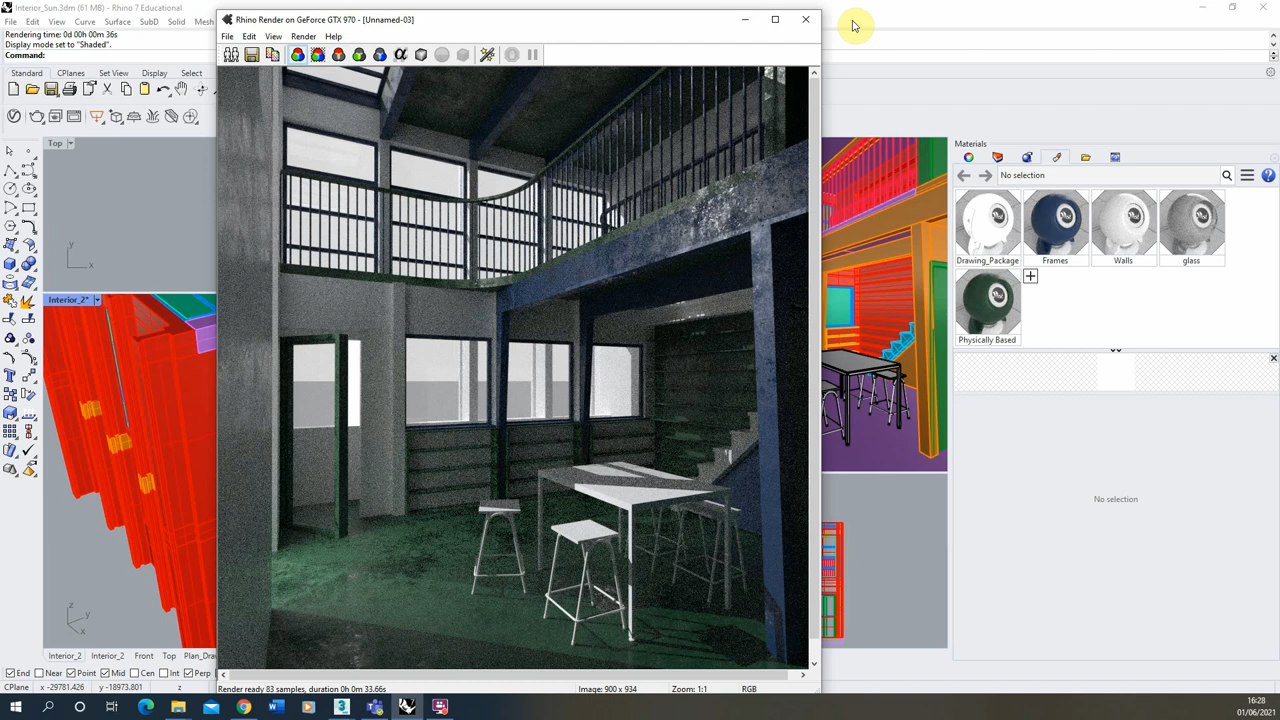 Interior_Sun.3dm (61 MB) - Rhino 7 Educational
File Edit View Curve Surface SubD Solid Mesh
Rendering time: 0d 00h 00m 36s
Display mode set to "Shaded".
Command:
Standard CPlanes Set View Display Select
Rhino Render on GeForce GTX 970 - [Unnamed-03]
File Edit View Render Help
α
Top
y
x
Interior_2*
z
y
x
Materials
No selection
Drawing_Package Frames Walls glass
Physically Based
No selection
Interior_2 Interior_2 Front Top Plan_Dra
End Near Point Mid Cen Int Perp
CPlane x -29781.426 y -18973.801 z
Render ready 83 samples, duration 0h 0m 33.66s Image: 900 x 934 Zoom: 1:1 RGB
16:28
01/06/2021